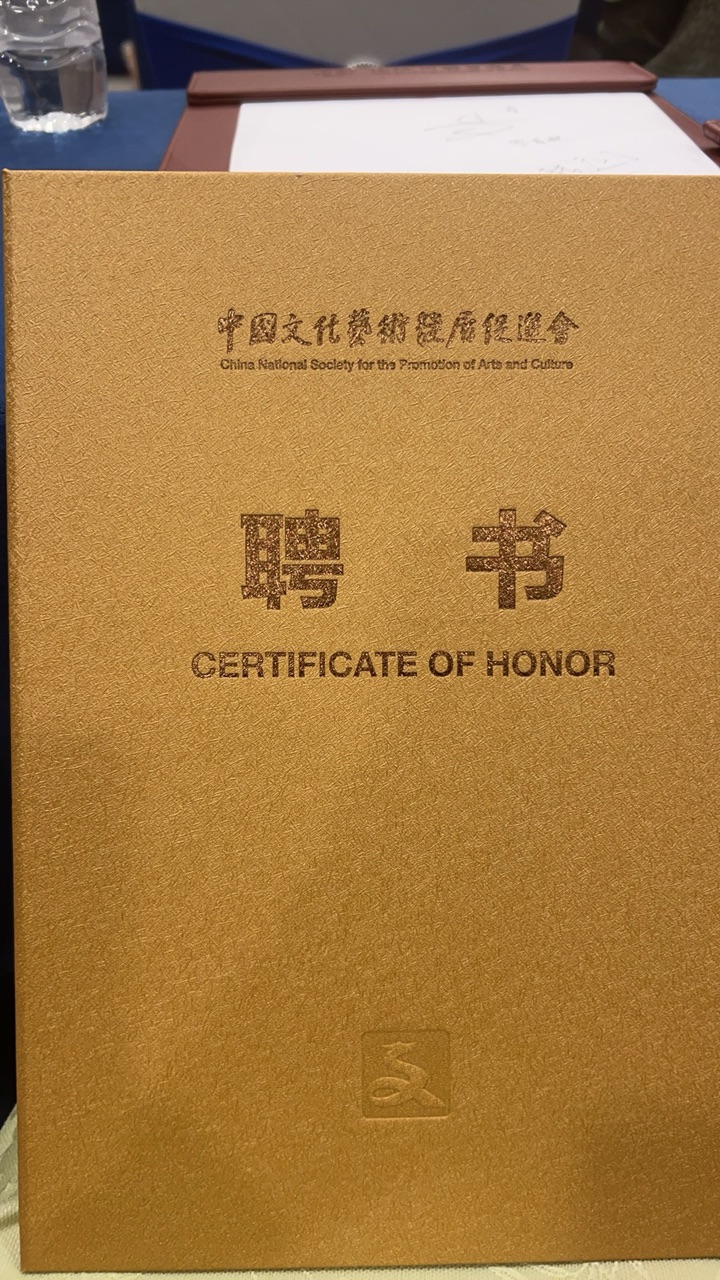 中國文化藝術發展促進會
China National Society for the Promotion of Arts and Culture
聘 书
CERTIFICATE OF HONOR